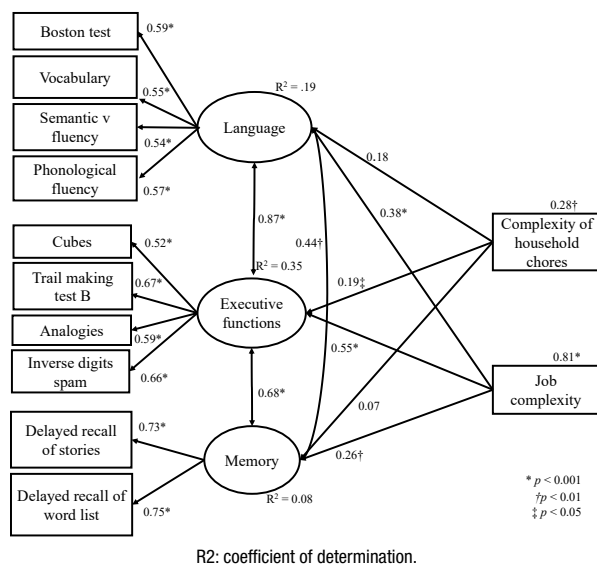 Boston test
0.59*
Vocabulary
0.55*
Semantic v
fluency
0.54*
Phonological
fluency
0.57*
R² = .19
Language
0.18
0.38*
0.28†
Complexity of
household
chores
0.87*
0.44†
R² = 0.35
0.19‡
Cubes
0.52*
Trail making
test B
0.67*
Analogies
0.59*
Inverse digits
spam
0.66*
Executive
functions
0.55*
0.81*
Job
complexity
0.68*
0.07
0.26†
Delayed recall
of stories
0.73*
Delayed recall of
word list
0.75*
Memory
R² = 0.08
* p < 0.001
†p < 0.01
‡ p < 0.05
R2: coefficient of determination.